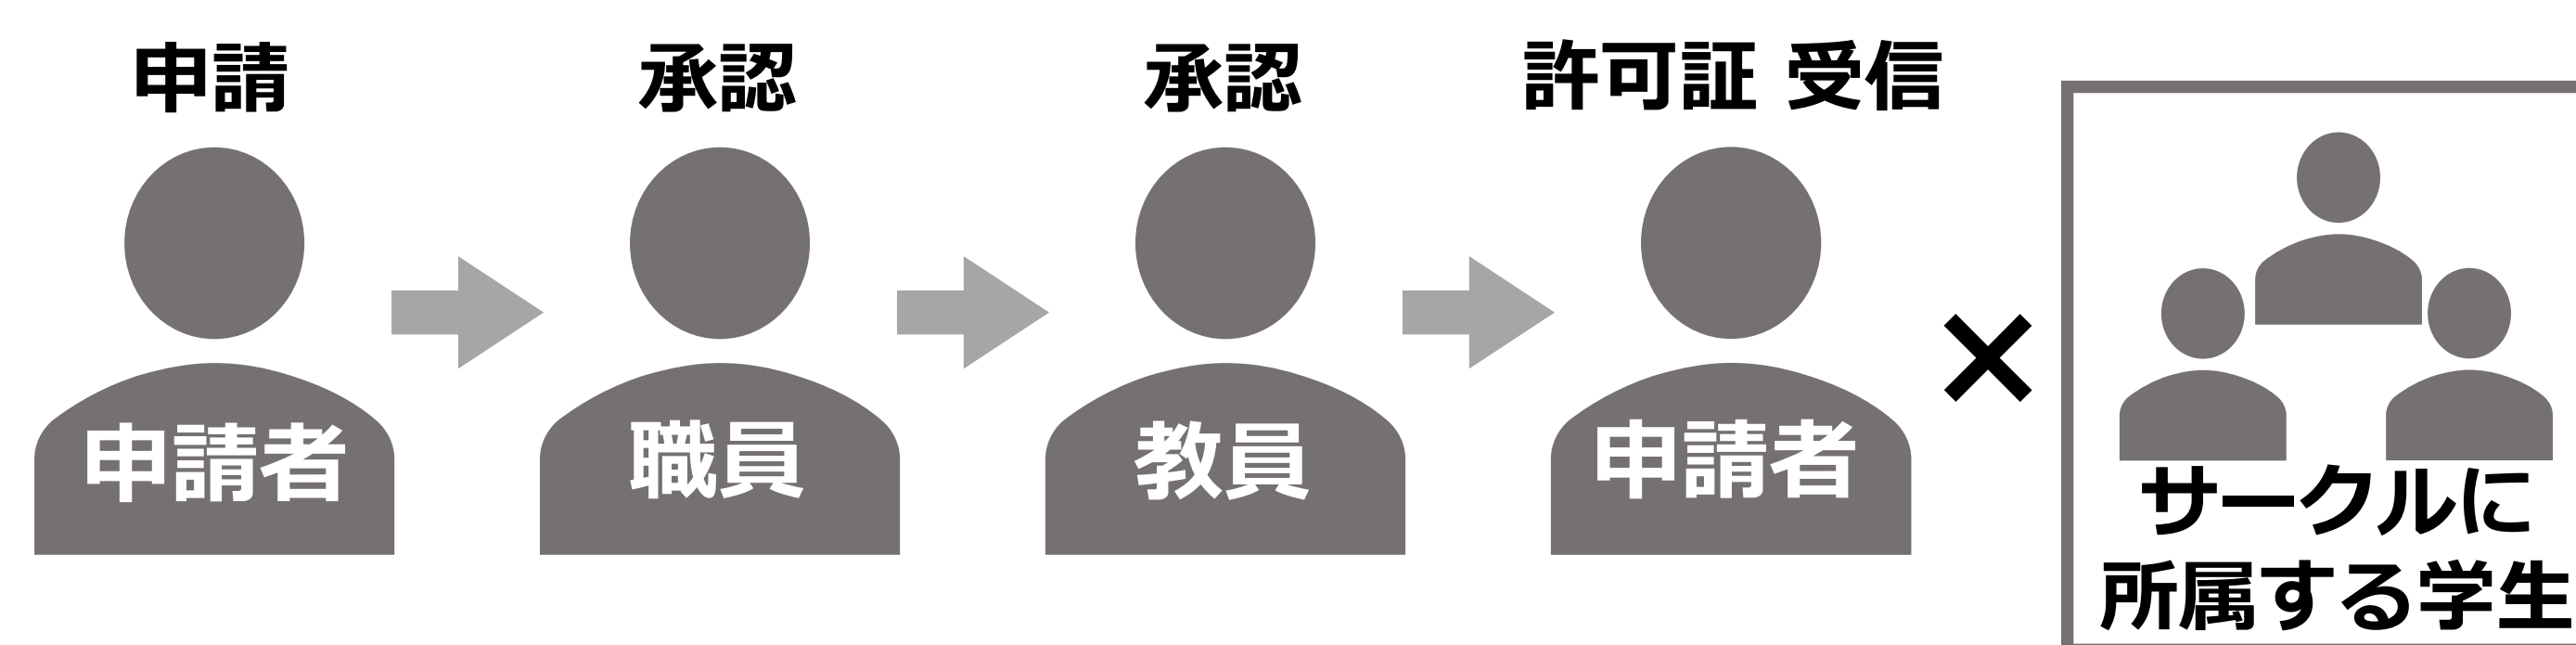 申請
承認
承認
許可証 受信
申請者
職員
教員
申請者
×
サークルに
所属する学生